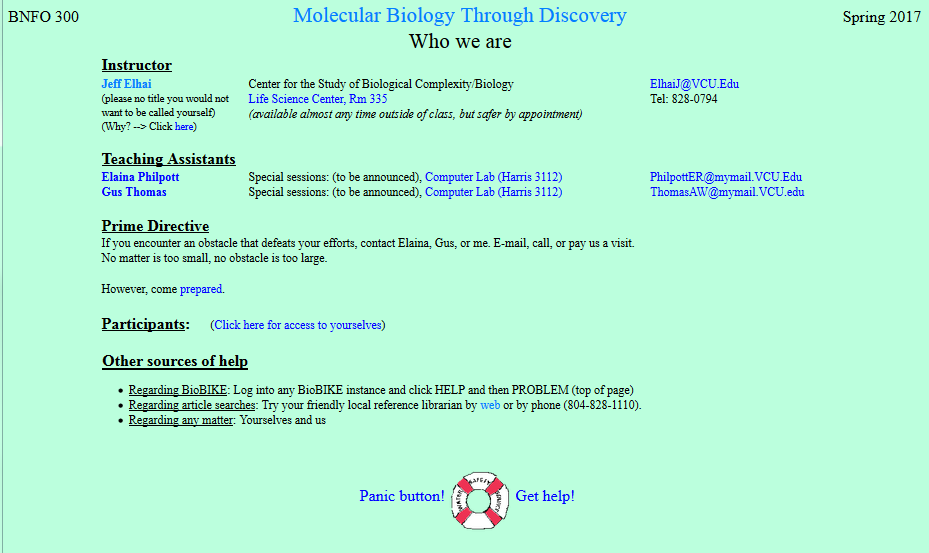 BNFO 300
Molecular Biology Through Discovery
Spring 2017
Who we are
Instructor
Jeff Elhai
Center for the Study of Biological Complexity/Biology
ElhaiJ@VCU.Edu
(please no title you would not
Life Science Center, Rm 335
Tel: 828-0794
want to be called yourself)
(available almost any time outside of class, but safer by appointment)
(Why? --> Click here)
Teaching Assistants
Elaina Philpott
Special sessions: (to be announced), Computer Lab (Harris 3112)
PhilpottER@mymail.VCU.Edu
Gus Thomas
Special sessions: (to be announced), Computer Lab (Harris 3112)
ThomasAW@mymail.VCU.edu
Prime Directive
If you encounter an obstacle that defeats your efforts, contact Elaina, Gus, or me. E-mail, call, or pay us a visit.
No matter is too small, no obstacle is too large.
However, come prepared.
Participants: (Click here for access to yourselves)
Other sources of help
• Regarding BioBIKE: Log into any BioBIKE instance and click HELP and then PROBLEM (top of page)
• Regarding article searches: Try your friendly local reference librarian by web or by phone (804-828-1110).
• Regarding any matter: Yourselves and us
Panic button!
WATER SAFETY SERVICE
Get help!